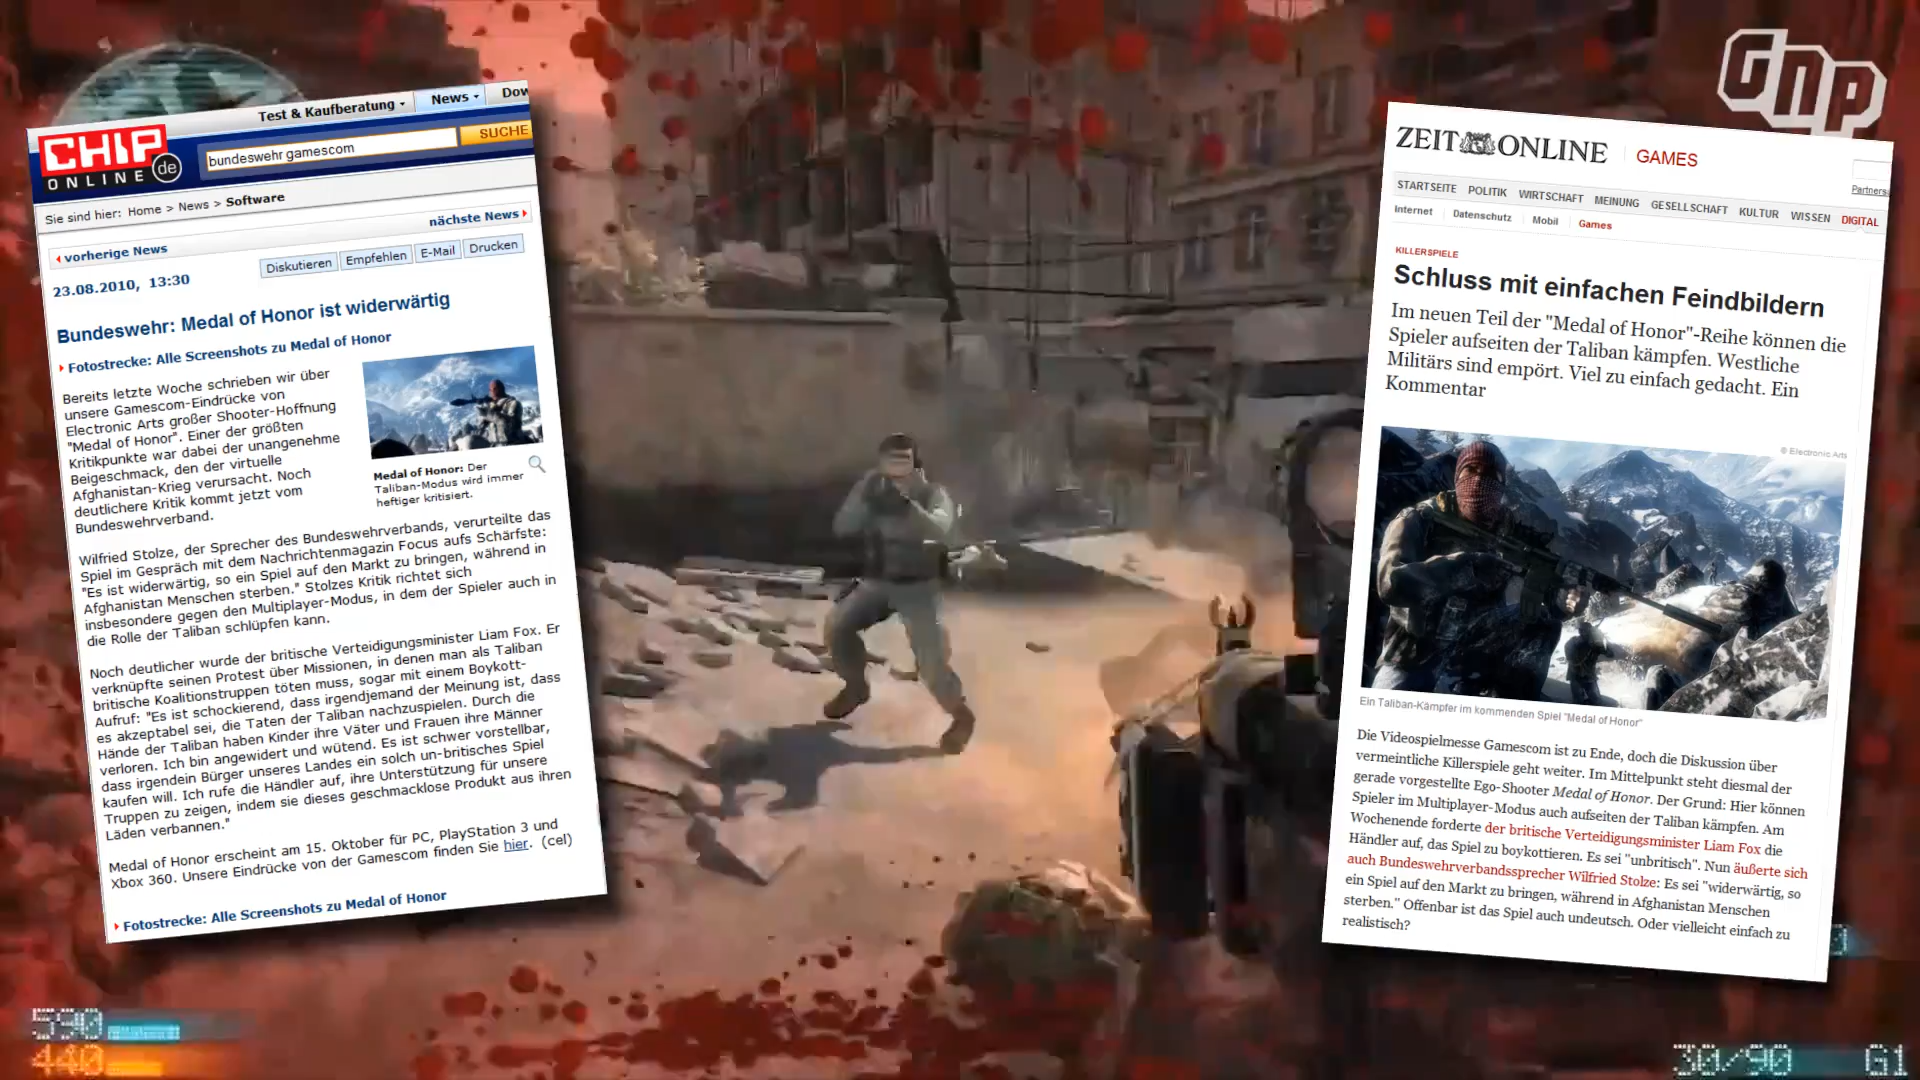 GNP
Test & Kaufberatung
News
Dow
CHIP
ONLINE de
bundeswehr gamescom
SUCHE
Sie sind hier: Home > News > Software
nächste News
vorherige News
Diskutieren
Empfehlen
E-Mail
Drucken
23.08.2010, 13:30
Bundeswehr: Medal of Honor ist widerwärtig
Fotostrecke: Alle Screenshots zu Medal of Honor
Bereits letzte Woche schrieben wir über
unsere Gamescom-Eindrücke von
Electronic Arts großer Shooter-Hoffnung
"Medal of Honor". Einer der größten
Kritikpunkte war dabei der unangenehme
Beigeschmack, den der virtuelle
Afghanistan-Krieg verursacht. Noch
deutlichere Kritik kommt jetzt vom
Bundeswehrverband.
Medal of Honor: Der
Taliban-Modus wird immer
heftiger kritisiert.
Wilfried Stolze, der Sprecher des Bundeswehrverbands, verurteilte das
Spiel im Gespräch mit dem Nachrichtenmagazin Focus aufs Schärfste:
"Es ist widerwärtig, so ein Spiel auf den Markt zu bringen, während in
Afghanistan Menschen sterben." Stolzes Kritik richtet sich
insbesondere gegen den Multiplayer-Modus, in dem der Spieler auch in
die Rolle der Taliban schlüpfen kann.
Noch deutlicher wurde der britische Verteidigungsminister Liam Fox. Er
verknüpfte seinen Protest über Missionen, in denen man als Taliban
britische Koalitionstruppen töten muss, sogar mit einem Boykott-
Aufruf: "Es ist schockierend, dass irgendjemand der Meinung ist, dass
es akzeptabel sei, die Taten der Taliban nachzuspielen. Durch die
Hände der Taliban haben Kinder ihre Väter und Frauen ihre Männer
verloren. Ich bin angewidert und wütend. Es ist schwer vorstellbar,
dass irgendein Bürger unseres Landes ein solch un-britisches Spiel
kaufen will. Ich rufe die Händler auf, ihre Unterstützung für unsere
Truppen zu zeigen, indem sie dieses geschmacklose Produkt aus ihren
Läden verbannen."
Medal of Honor erscheint am 15. Oktober für PC, PlayStation 3 und
Xbox 360. Unsere Eindrücke von der Gamescom finden Sie hier. (cel)
Fotostrecke: Alle Screenshots zu Medal of Honor
ZEIT ONLINE
GAMES
Partners
STARTSEITE POLITIK WIRTSCHAFT MEINUNG GESELLSCHAFT KULTUR WISSEN DIGITAL
Internet Datenschutz Mobil Games
KILLERSPIELE
Schluss mit einfachen Feindbildern
Im neuen Teil der "Medal of Honor"-Reihe können die
Spieler aufseiten der Taliban kämpfen. Westliche
Militärs sind empört. Viel zu einfach gedacht. Ein
Kommentar
© Electronic Arts
Ein Taliban-Kämpfer im kommenden Spiel "Medal of Honor"
Die Videospielmesse Gamescom ist zu Ende, doch die Diskussion über
vermeintliche Killerspiele geht weiter. Im Mittelpunkt steht diesmal der
gerade vorgestellte Ego-Shooter Medal of Honor. Der Grund: Hier können
Spieler im Multiplayer-Modus auch aufseiten der Taliban kämpfen. Am
Wochenende forderte der britische Verteidigungsminister Liam Fox die
Händler auf, das Spiel zu boykottieren. Es sei "unbritisch". Nun äußerte sich
auch Bundeswehrverbandssprecher Wilfried Stolze: Es sei "widerwärtig, so
ein Spiel auf den Markt zu bringen, während in Afghanistan Menschen
sterben." Offenbar ist das Spiel auch undeutsch. Oder vielleicht einfach zu
realistisch?
590
440
30/90
G1